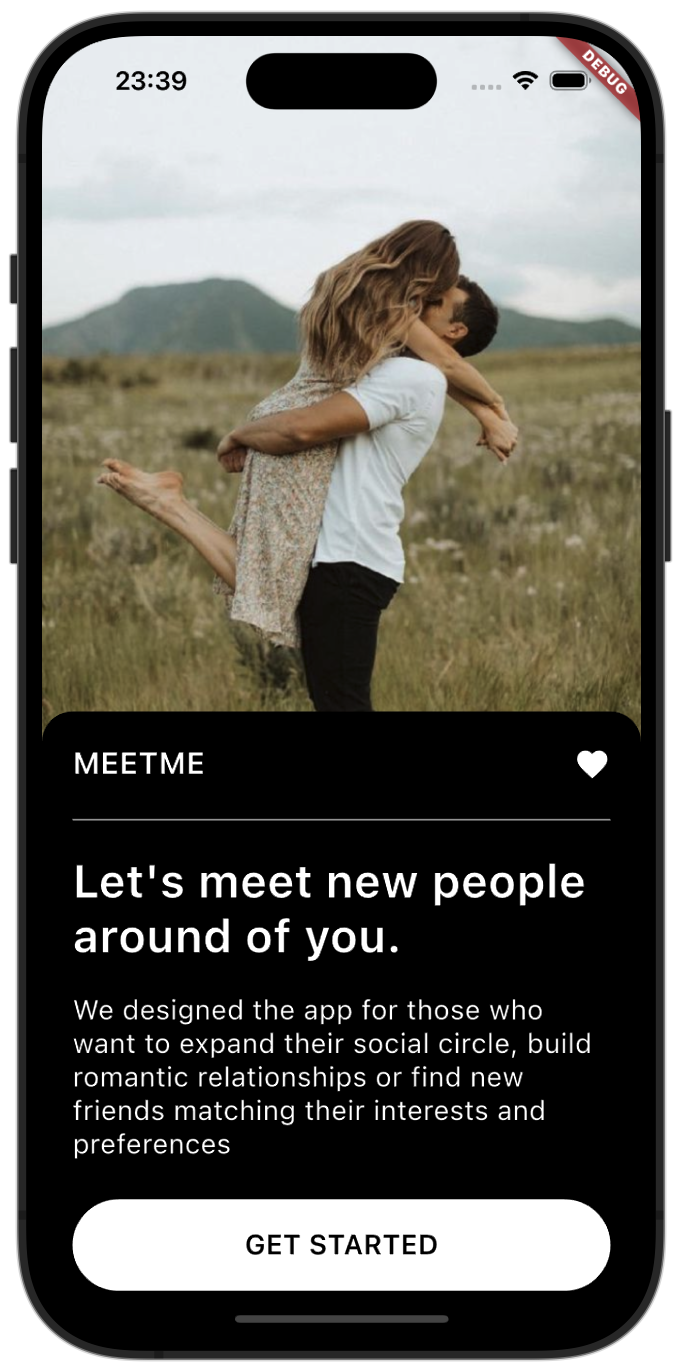 23:39
DEBUG
MEETME
Let's meet new people
around of you.
We designed the app for those who
want to expand their social circle, build
romantic relationships or find new
friends matching their interests and
preferences
GET STARTED